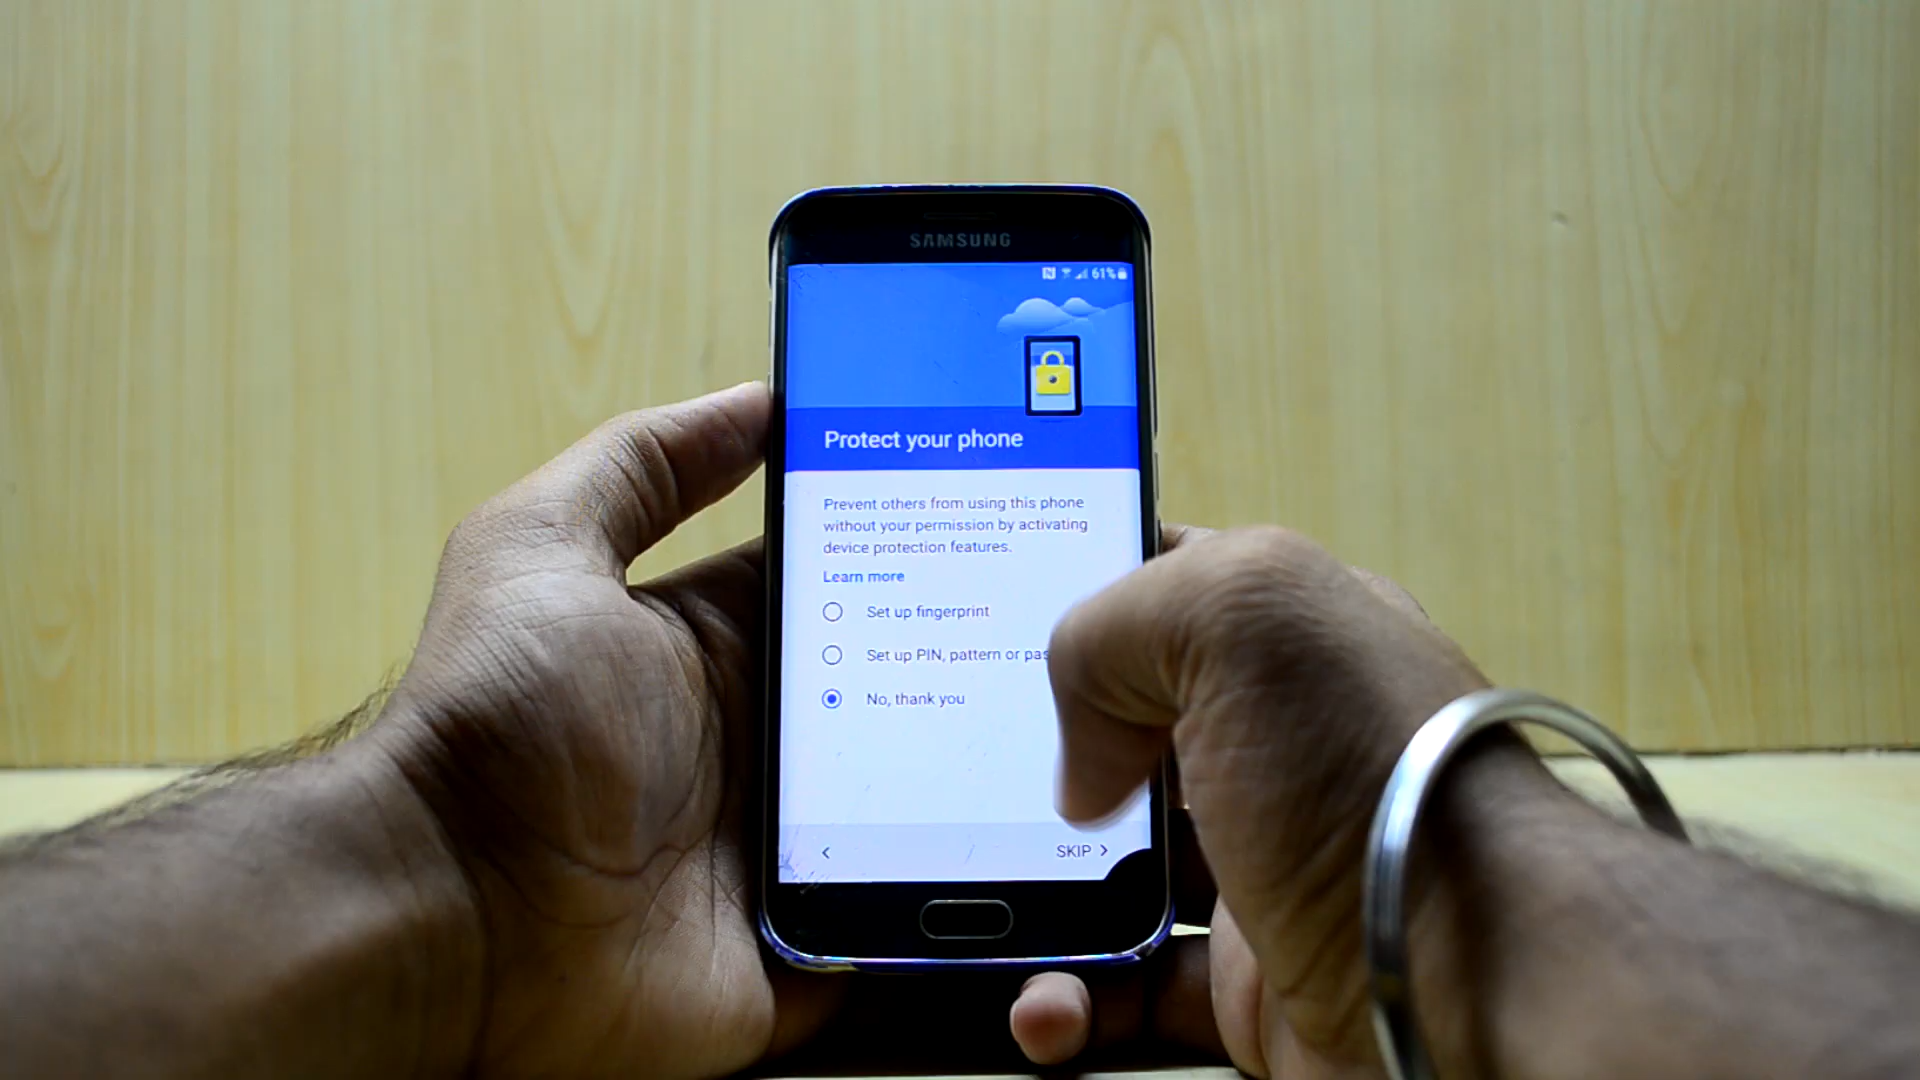 SAMSUNG
61%
Protect your phone
Prevent others from using this phone
without your permission by activating
device protection features.
Learn more
Set up fingerprint
Set up PIN, pattern or
No, thank you
SKIP